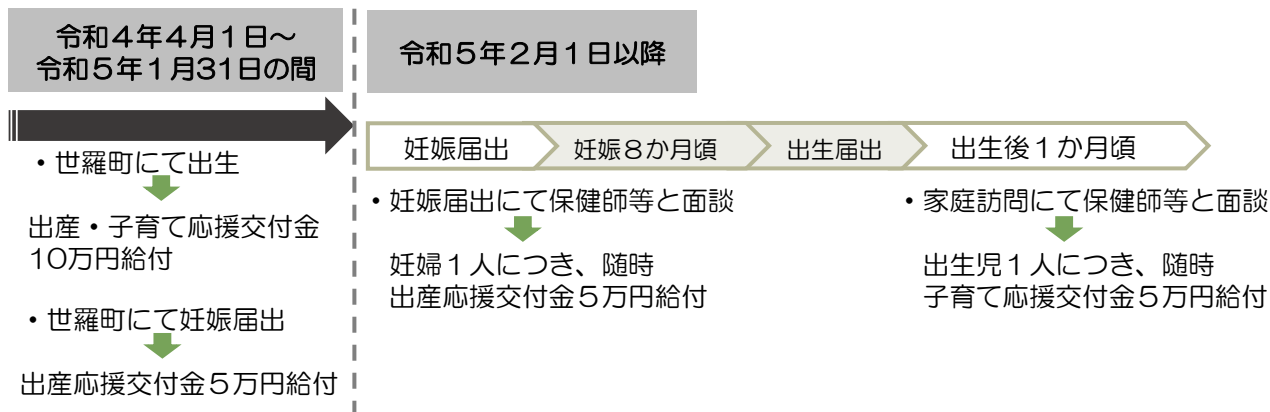 令和４年４月１日～
令和５年１月31日の間
・世羅町にて出生
出産・子育て応援交付金
10万円給付
・世羅町にて妊娠届出
出産応援交付金５万円給付
令和５年２月１日以降
妊娠届出
妊娠８か月頃
出生届出
出生後１か月頃
・妊娠届出にて保健師等と面談
妊婦１人につき、随時
出産応援交付金５万円給付
・家庭訪問にて保健師等と面談
出生児１人につき、随時
子育て応援交付金５万円給付